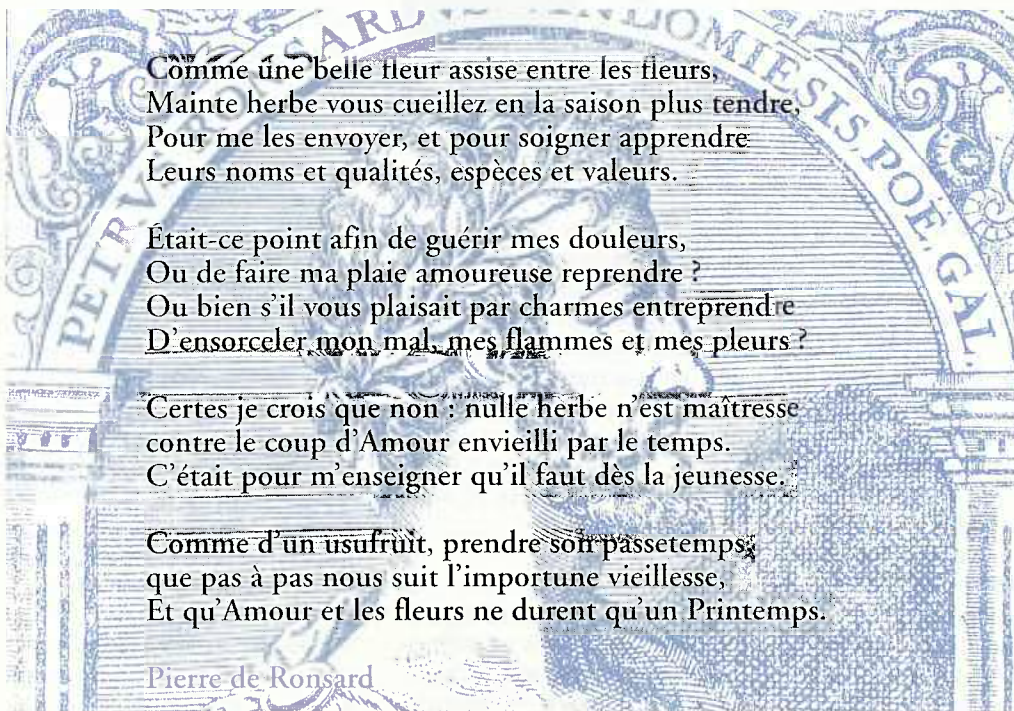 PETRVS RONSARDVS VINDOMIESIS, POË. GAL.
Comme une belle fleur assise entre les fleurs,
Mainte herbe vous cueillez en la saison plus tendre,
Pour me les envoyer, et pour soigner apprendre
Leurs noms et qualités, espèces et valeurs.
Était-ce point afin de guérir mes douleurs,
Ou de faire ma plaie amoureuse reprendre ?
Ou bien s'il vous plaisait par charmes entreprendre
D'ensorceler mon mal, mes flammes et mes pleurs ?
Certes je crois que non : nulle herbe n'est maîtresse
contre le coup d'Amour envieilli par le temps.
C'était pour m'enseigner qu'il faut dès la jeunesse.
Comme d'un usufruit, prendre son passetemps,
que pas à pas nous suit l'importune vieillesse,
Et qu'Amour et les fleurs ne durent qu'un Printemps.
Pierre de Ronsard